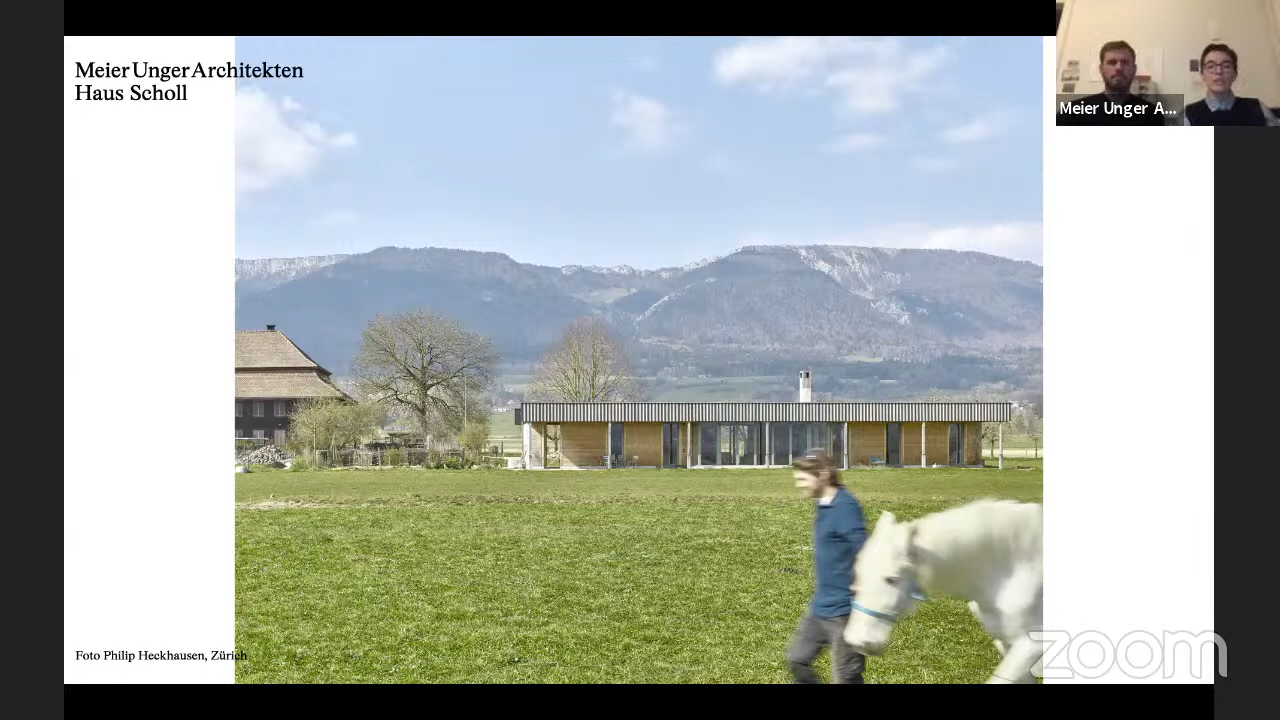 Meier Unger Architekten
Haus Scholl
Meier Unger A...
Foto Philip Heckhausen, Zürich
zoom